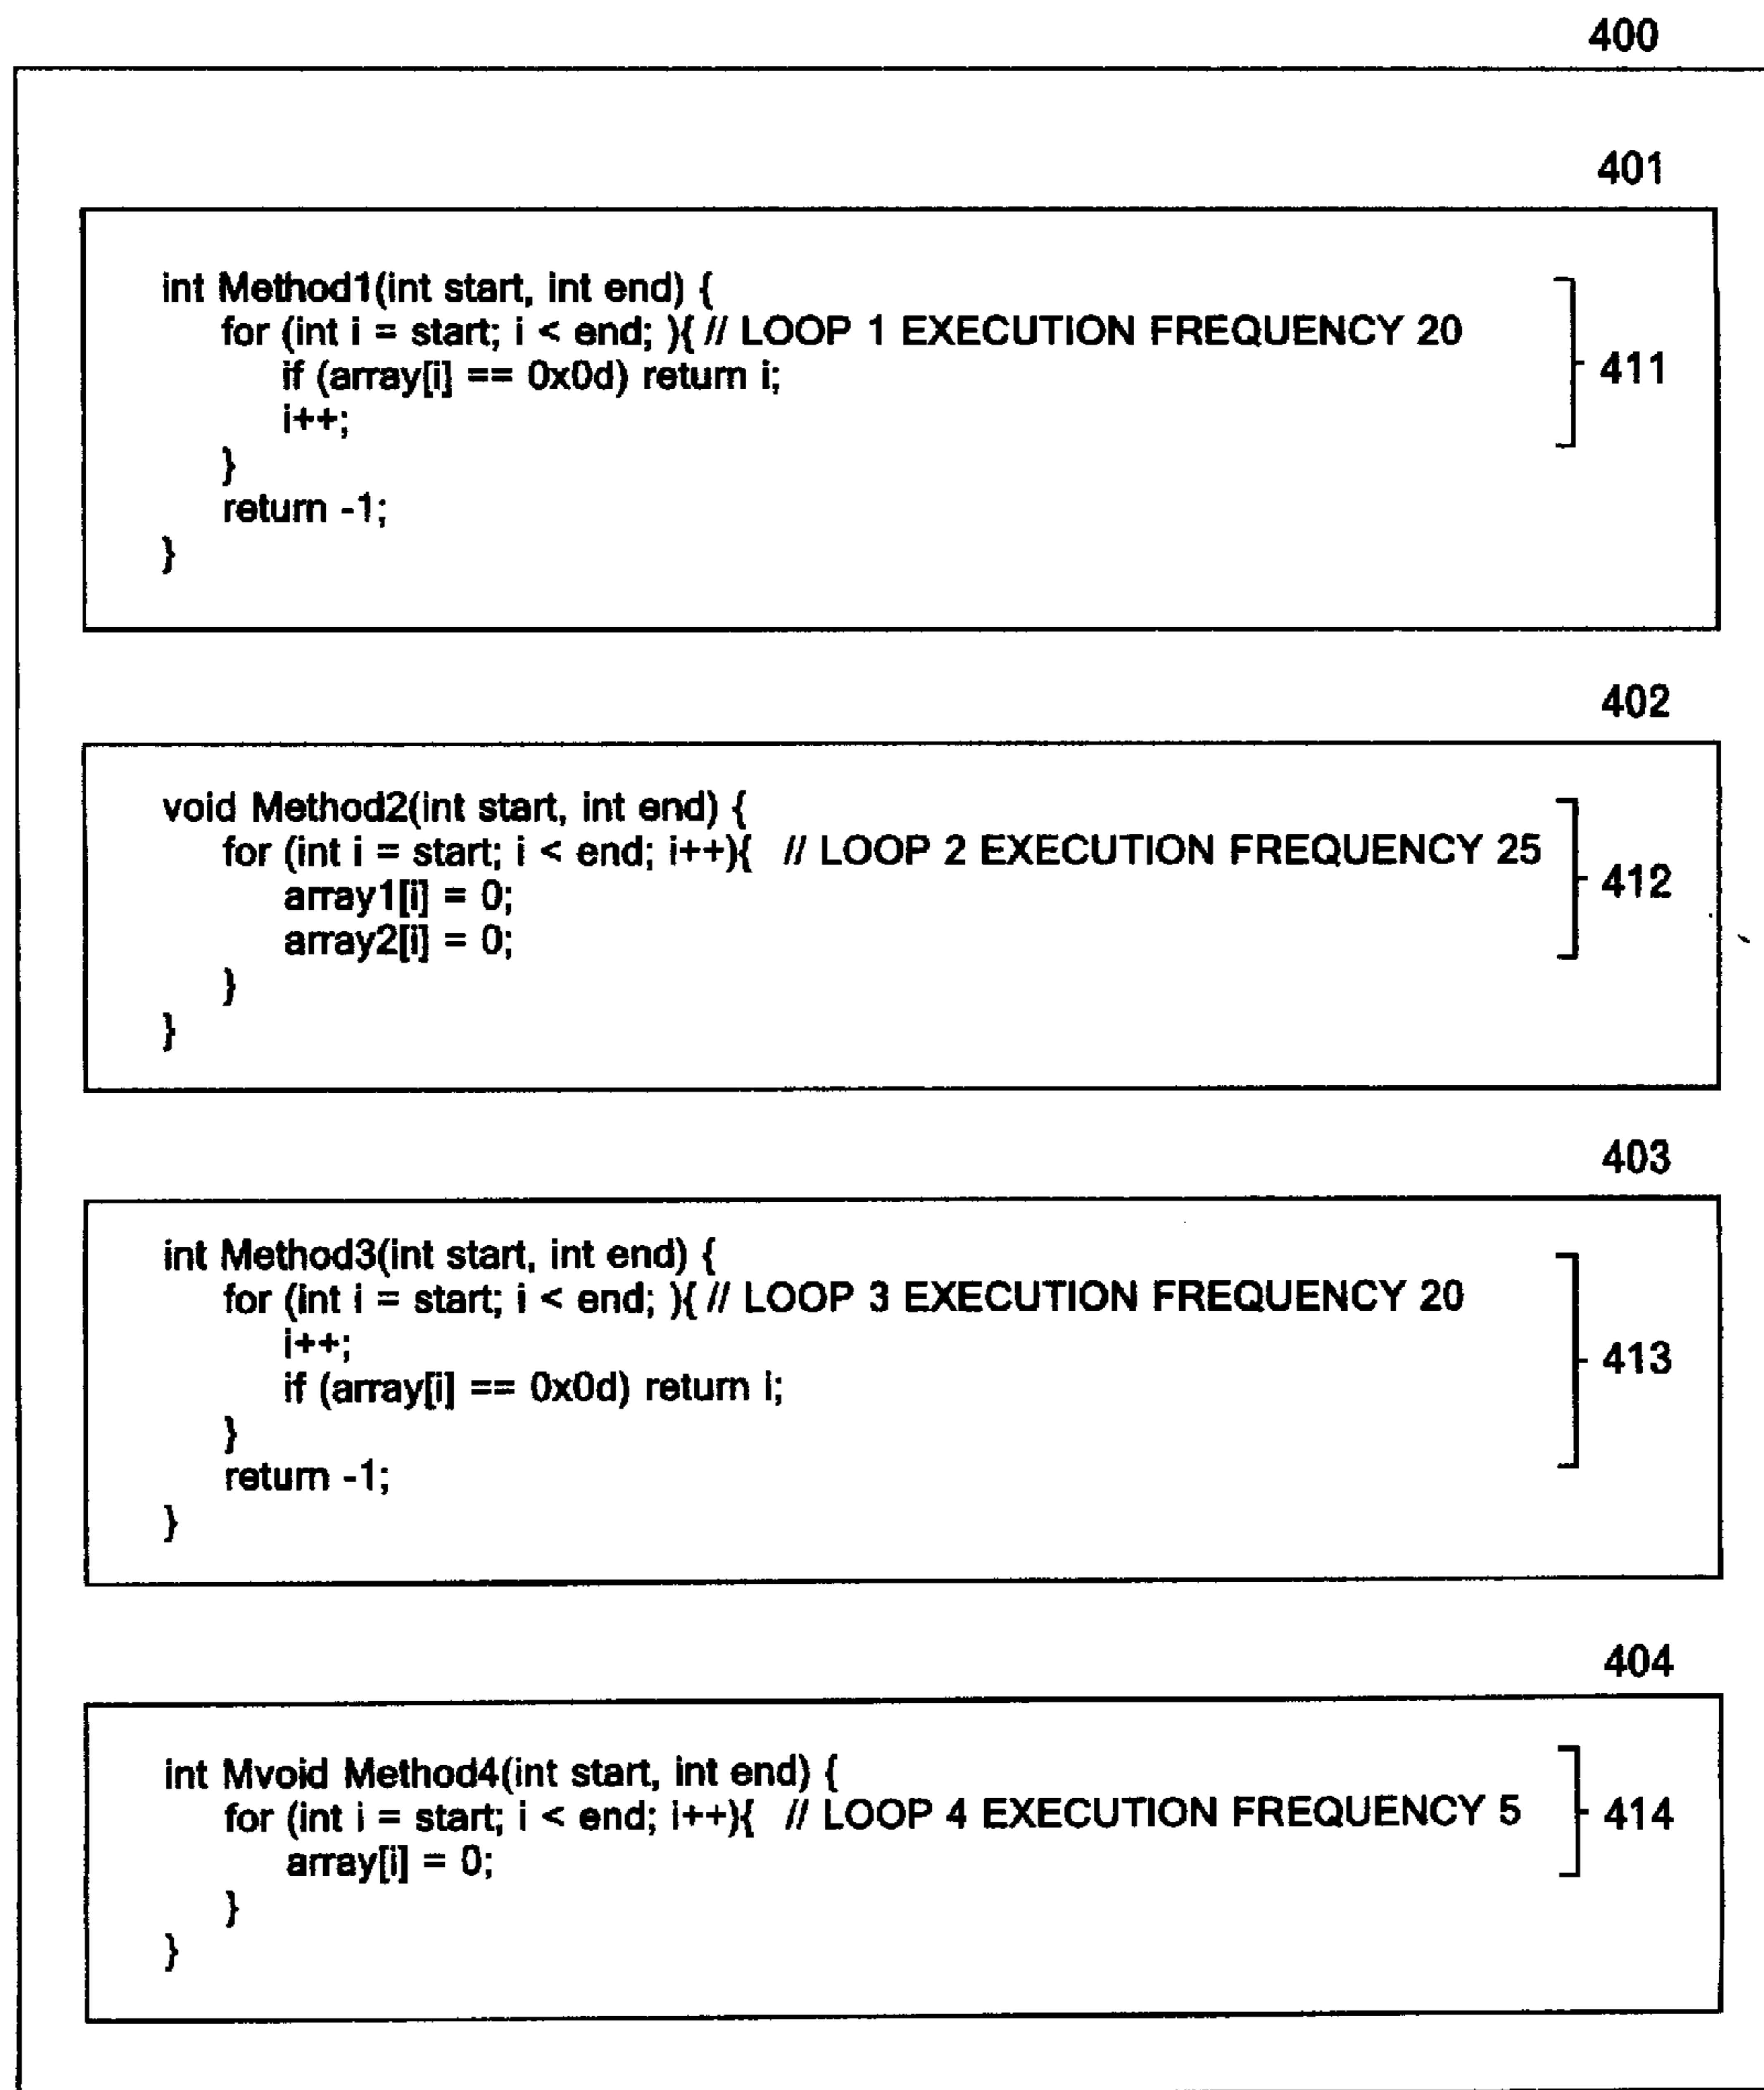 400
401
int Method1(int start, int end) {
for (int i = start; i < end; ){ // LOOP 1 EXECUTION FREQUENCY 20
if (array[i] == 0x0d) return i;
i++;
}
return -1;
}
411
402
void Method2(int start, int end) {
for (int i = start; i < end; i++){ // LOOP 2 EXECUTION FREQUENCY 25
array1[i] = 0;
array2[i] = 0;
}
}
412
403
int Method3(int start, int end) {
for (int i = start; i < end; ){ // LOOP 3 EXECUTION FREQUENCY 20
i++;
if (array[i] == 0x0d) return i;
}
return -1;
}
413
404
int Mvoid Method4(int start, int end) {
for (int i = start; i < end; i++){ // LOOP 4 EXECUTION FREQUENCY 5
array[i] = 0;
}
}
414